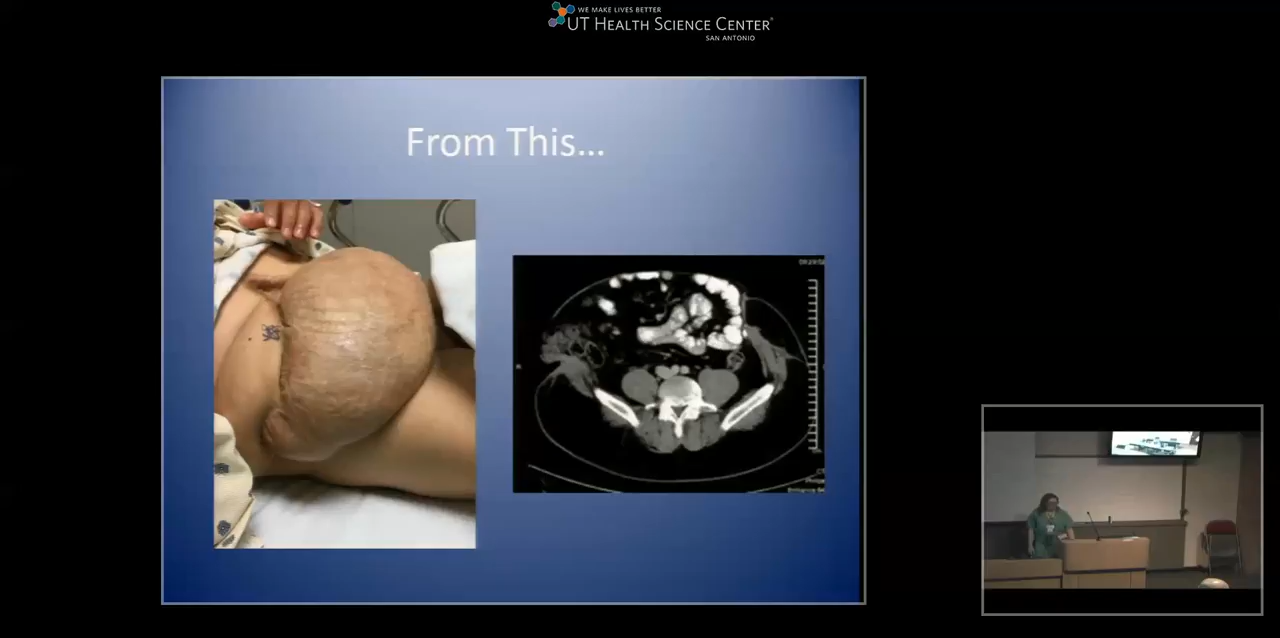 WE MAKE LIVES BETTER
UT HEALTH SCIENCE CENTER®
SAN ANTONIO
From This...